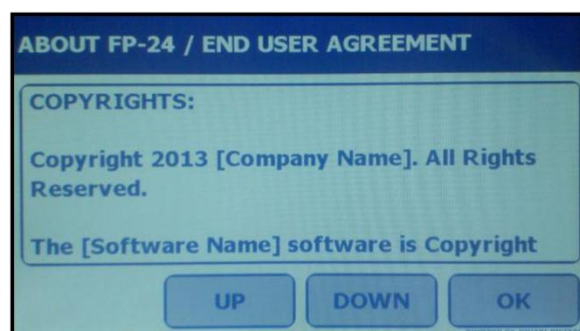 ABOUT FP-24 / END USER AGREEMENT
COPYRIGHTS:
Copyright 2013 [Company Name]. All Rights
Reserved.
The [Software Name] software is Copyright
UP DOWN OK